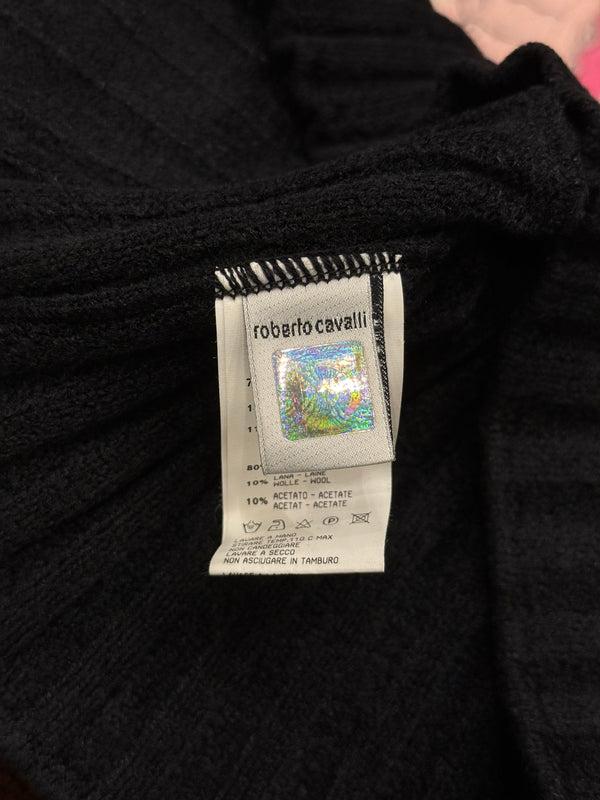 roberto cavalli
80%
LANA - LAINE
10% WOLLE - WOOL
10% ACETATO - ACETATE
ACETAT - ACETATE
LAVARE A MANO
STIRARE TEMP.110 C MAX
NON CANDEGGIARE
LAVARE A SECCO
NON ASCIUGARE IN TAMBURO